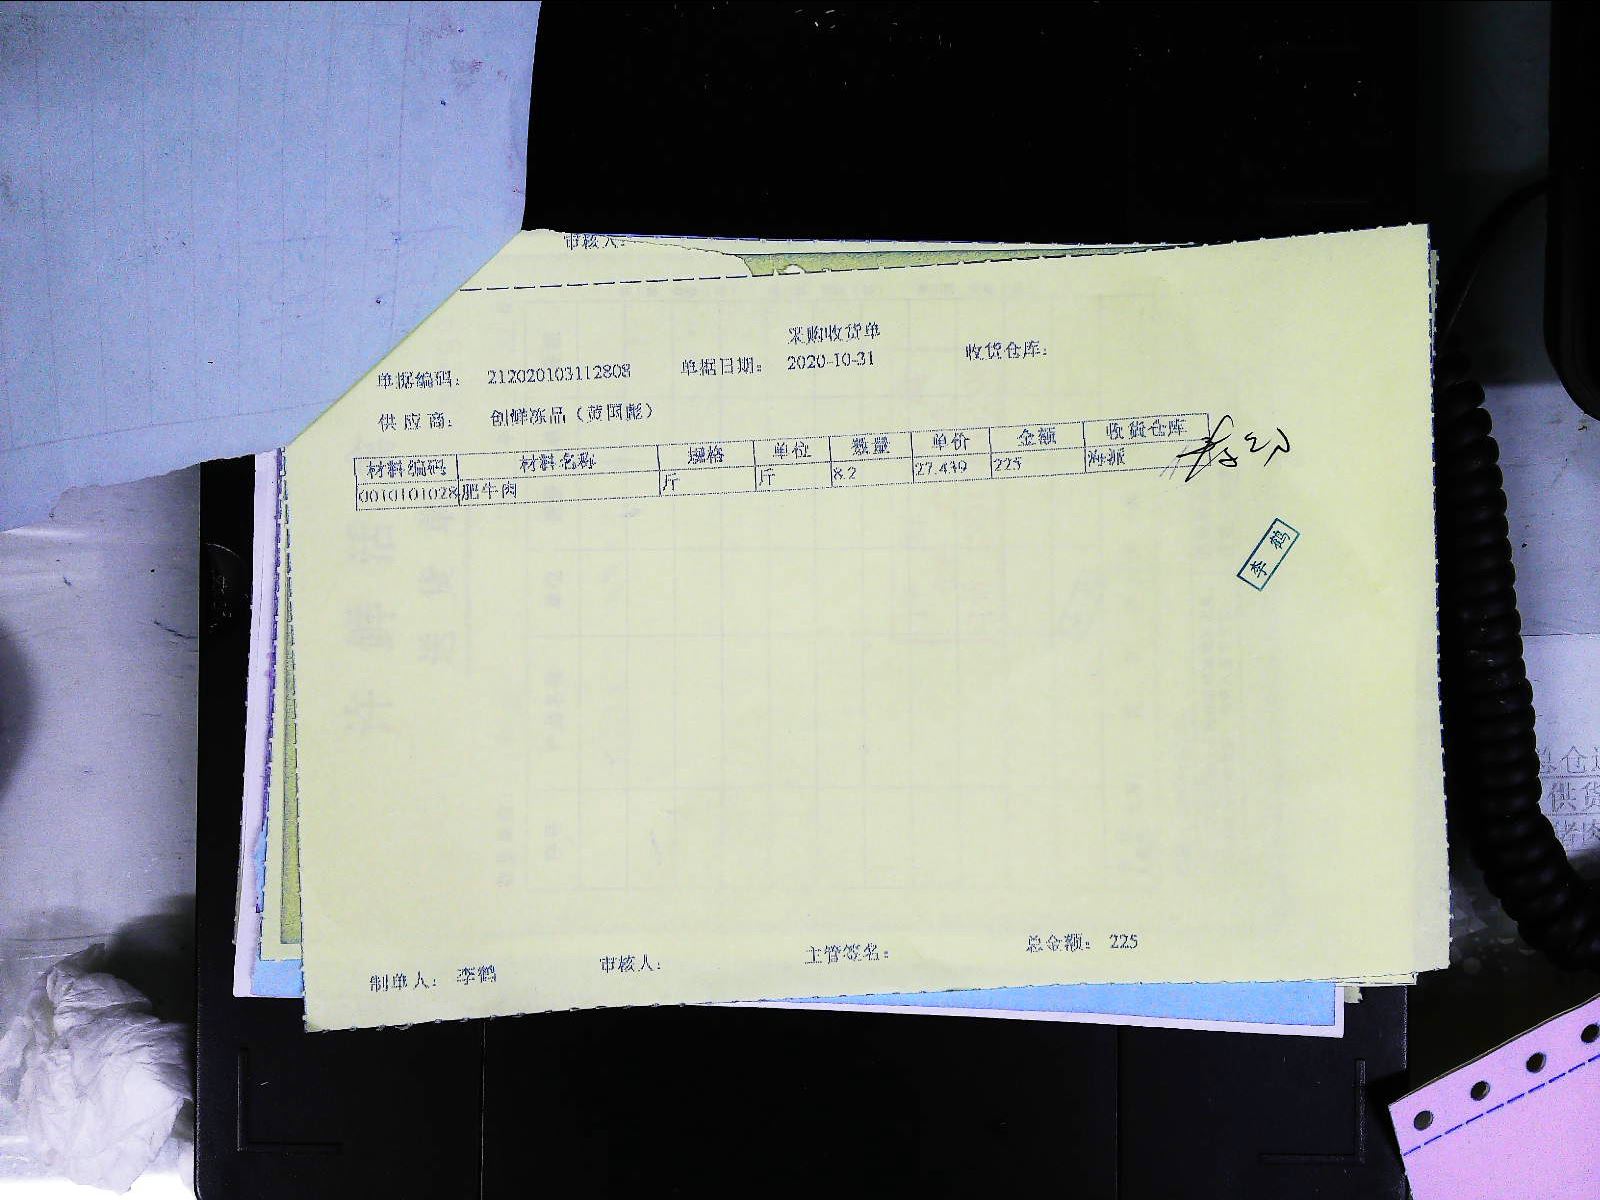 审核人:
采购收货单
单据编码: 212020103112808 单据日期: 2020-10-31 收货仓库:
供应商: 创鲜冻品(黄国彪)
材料编码 材料名称 规格 单位 数量 单价 金额 收货仓库
0010101028 肥牛肉 斤 斤 8.2 27.439 225 海派
李鹤
制单人: 李鹤 审核人: 主管签名: 总金额: 225
供货
猪肉